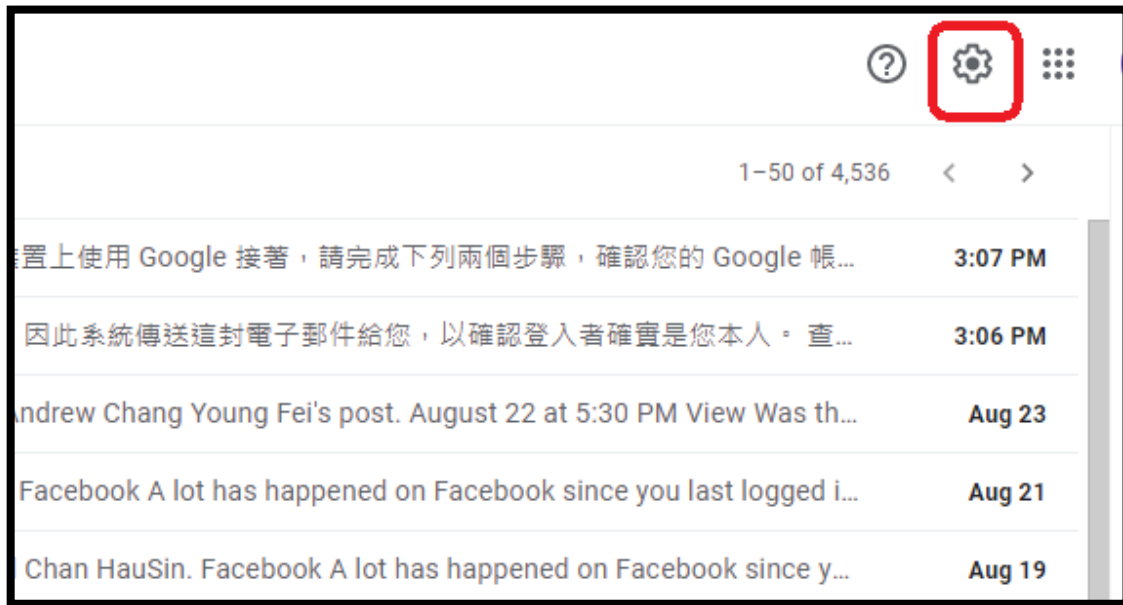 1–50 of 4,536
置上使用 Google 接著，請完成下列兩個步驟，確認您的 Google 帳... 3:07 PM
因此系統傳送這封電子郵件給您，以確認登入者確實是您本人。 查... 3:06 PM
Andrew Chang Young Fei's post. August 22 at 5:30 PM View Was th... Aug 23
Facebook A lot has happened on Facebook since you last logged i... Aug 21
Chan HauSin. Facebook A lot has happened on Facebook since y... Aug 19